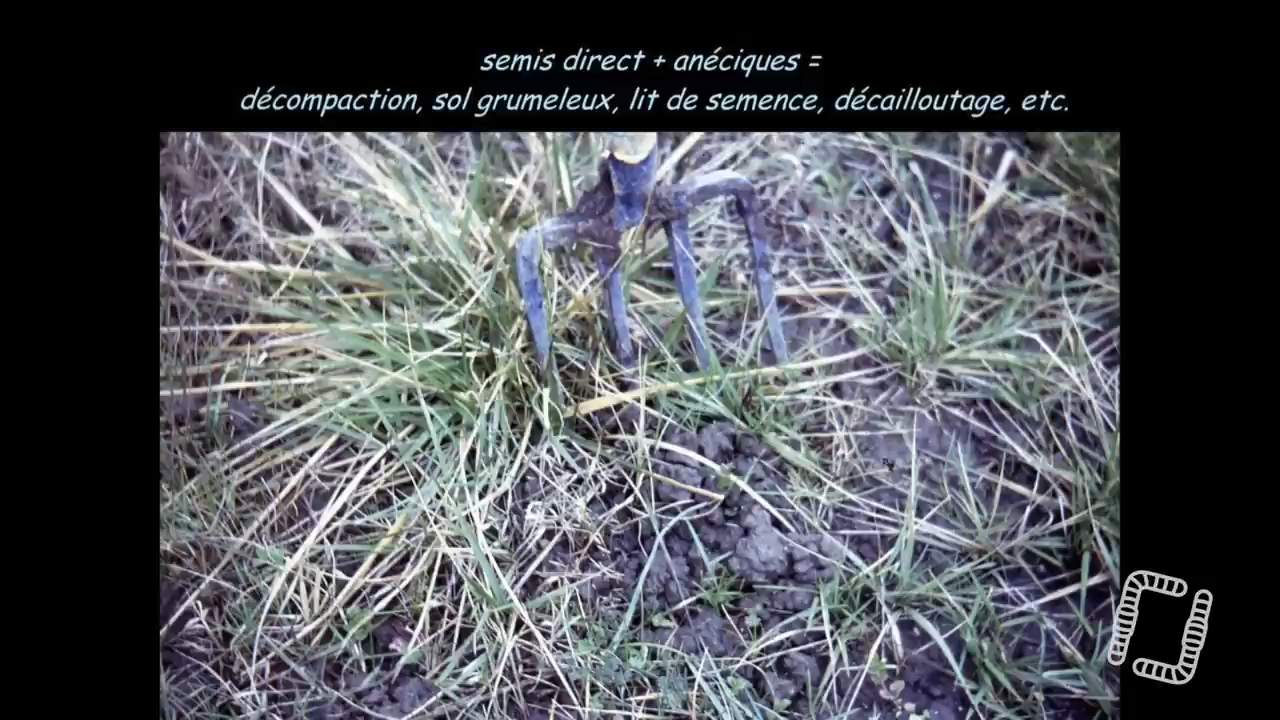 semis direct + anéciques =
décompaction, sol grumeleux, lit de semence, décailloutage, etc.